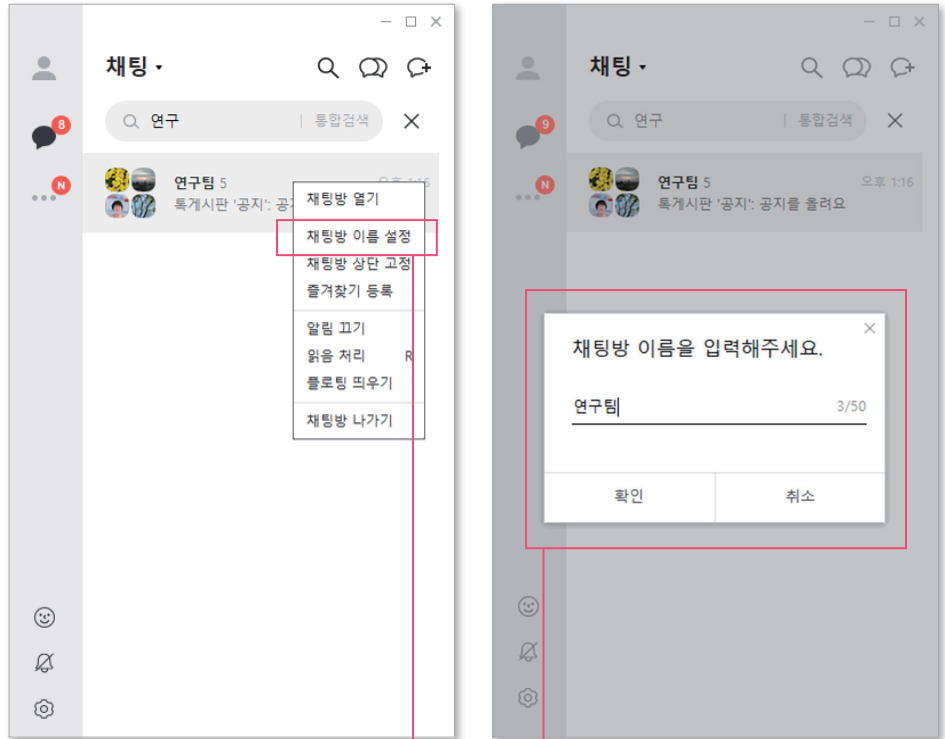 채팅
8
연구
통합검색
N
연구팀 5
톡게시판 '공지': 공지
채팅방 열기
채팅방 이름 설정
채팅방 상단 고정
즐겨찾기 등록
알림 끄기
읽음 처리 R
플로팅 띄우기
채팅방 나가기
채팅
9
연구
통합검색
N
연구팀 5
오후 1:16
톡게시판 '공지': 공지를 올려요
채팅방 이름을 입력해주세요.
연구팀
3/50
확인
취소